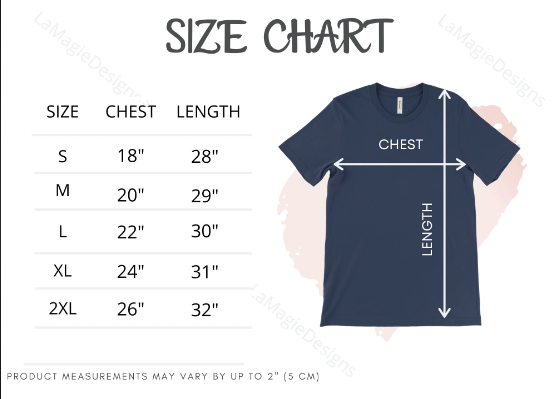 SIZE CHART
LaMagieDesigns
LaMagieDesigns
SIZE CHEST LENGTH
S 18" 28"
M 20" 29"
L 22" 30"
XL 24" 31"
2XL 26" 32"
CHEST
LENGTH
LaMagieDesigns
PRODUCT MEASUREMENTS MAY VARY BY UP TO 2" (5 CM)